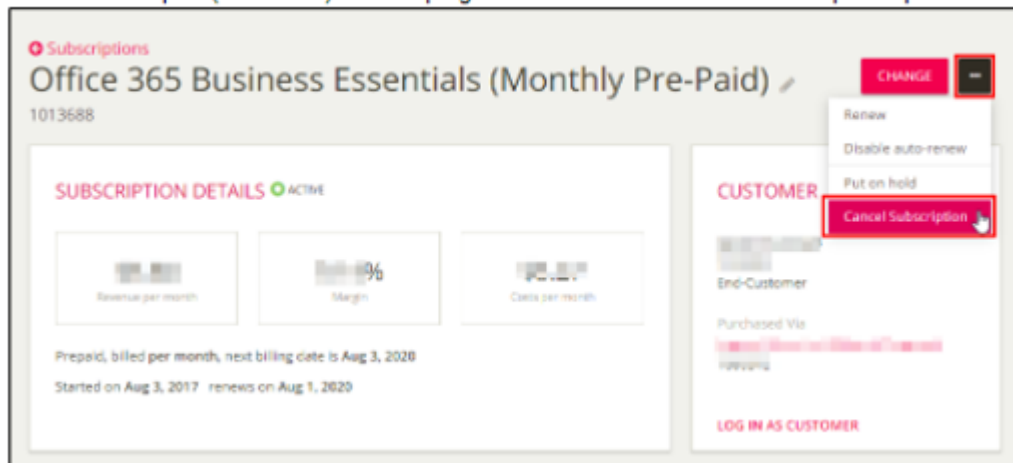 Subscriptions
Office 365 Business Essentials (Monthly Pre-Paid)
CHANGE
1013688
Renew
Disable auto-renew
Put on hold
Cancel Subscription
SUBSCRIPTION DETAILS ACTIVE
CUSTOMER
%
Revenue per month
Margin
Costs per month
End-Customer
Purchased Via
Prepaid, billed per month, next billing date is Aug 3, 2020
Started on Aug 3, 2017 renews on Aug 1, 2020
LOG IN AS CUSTOMER